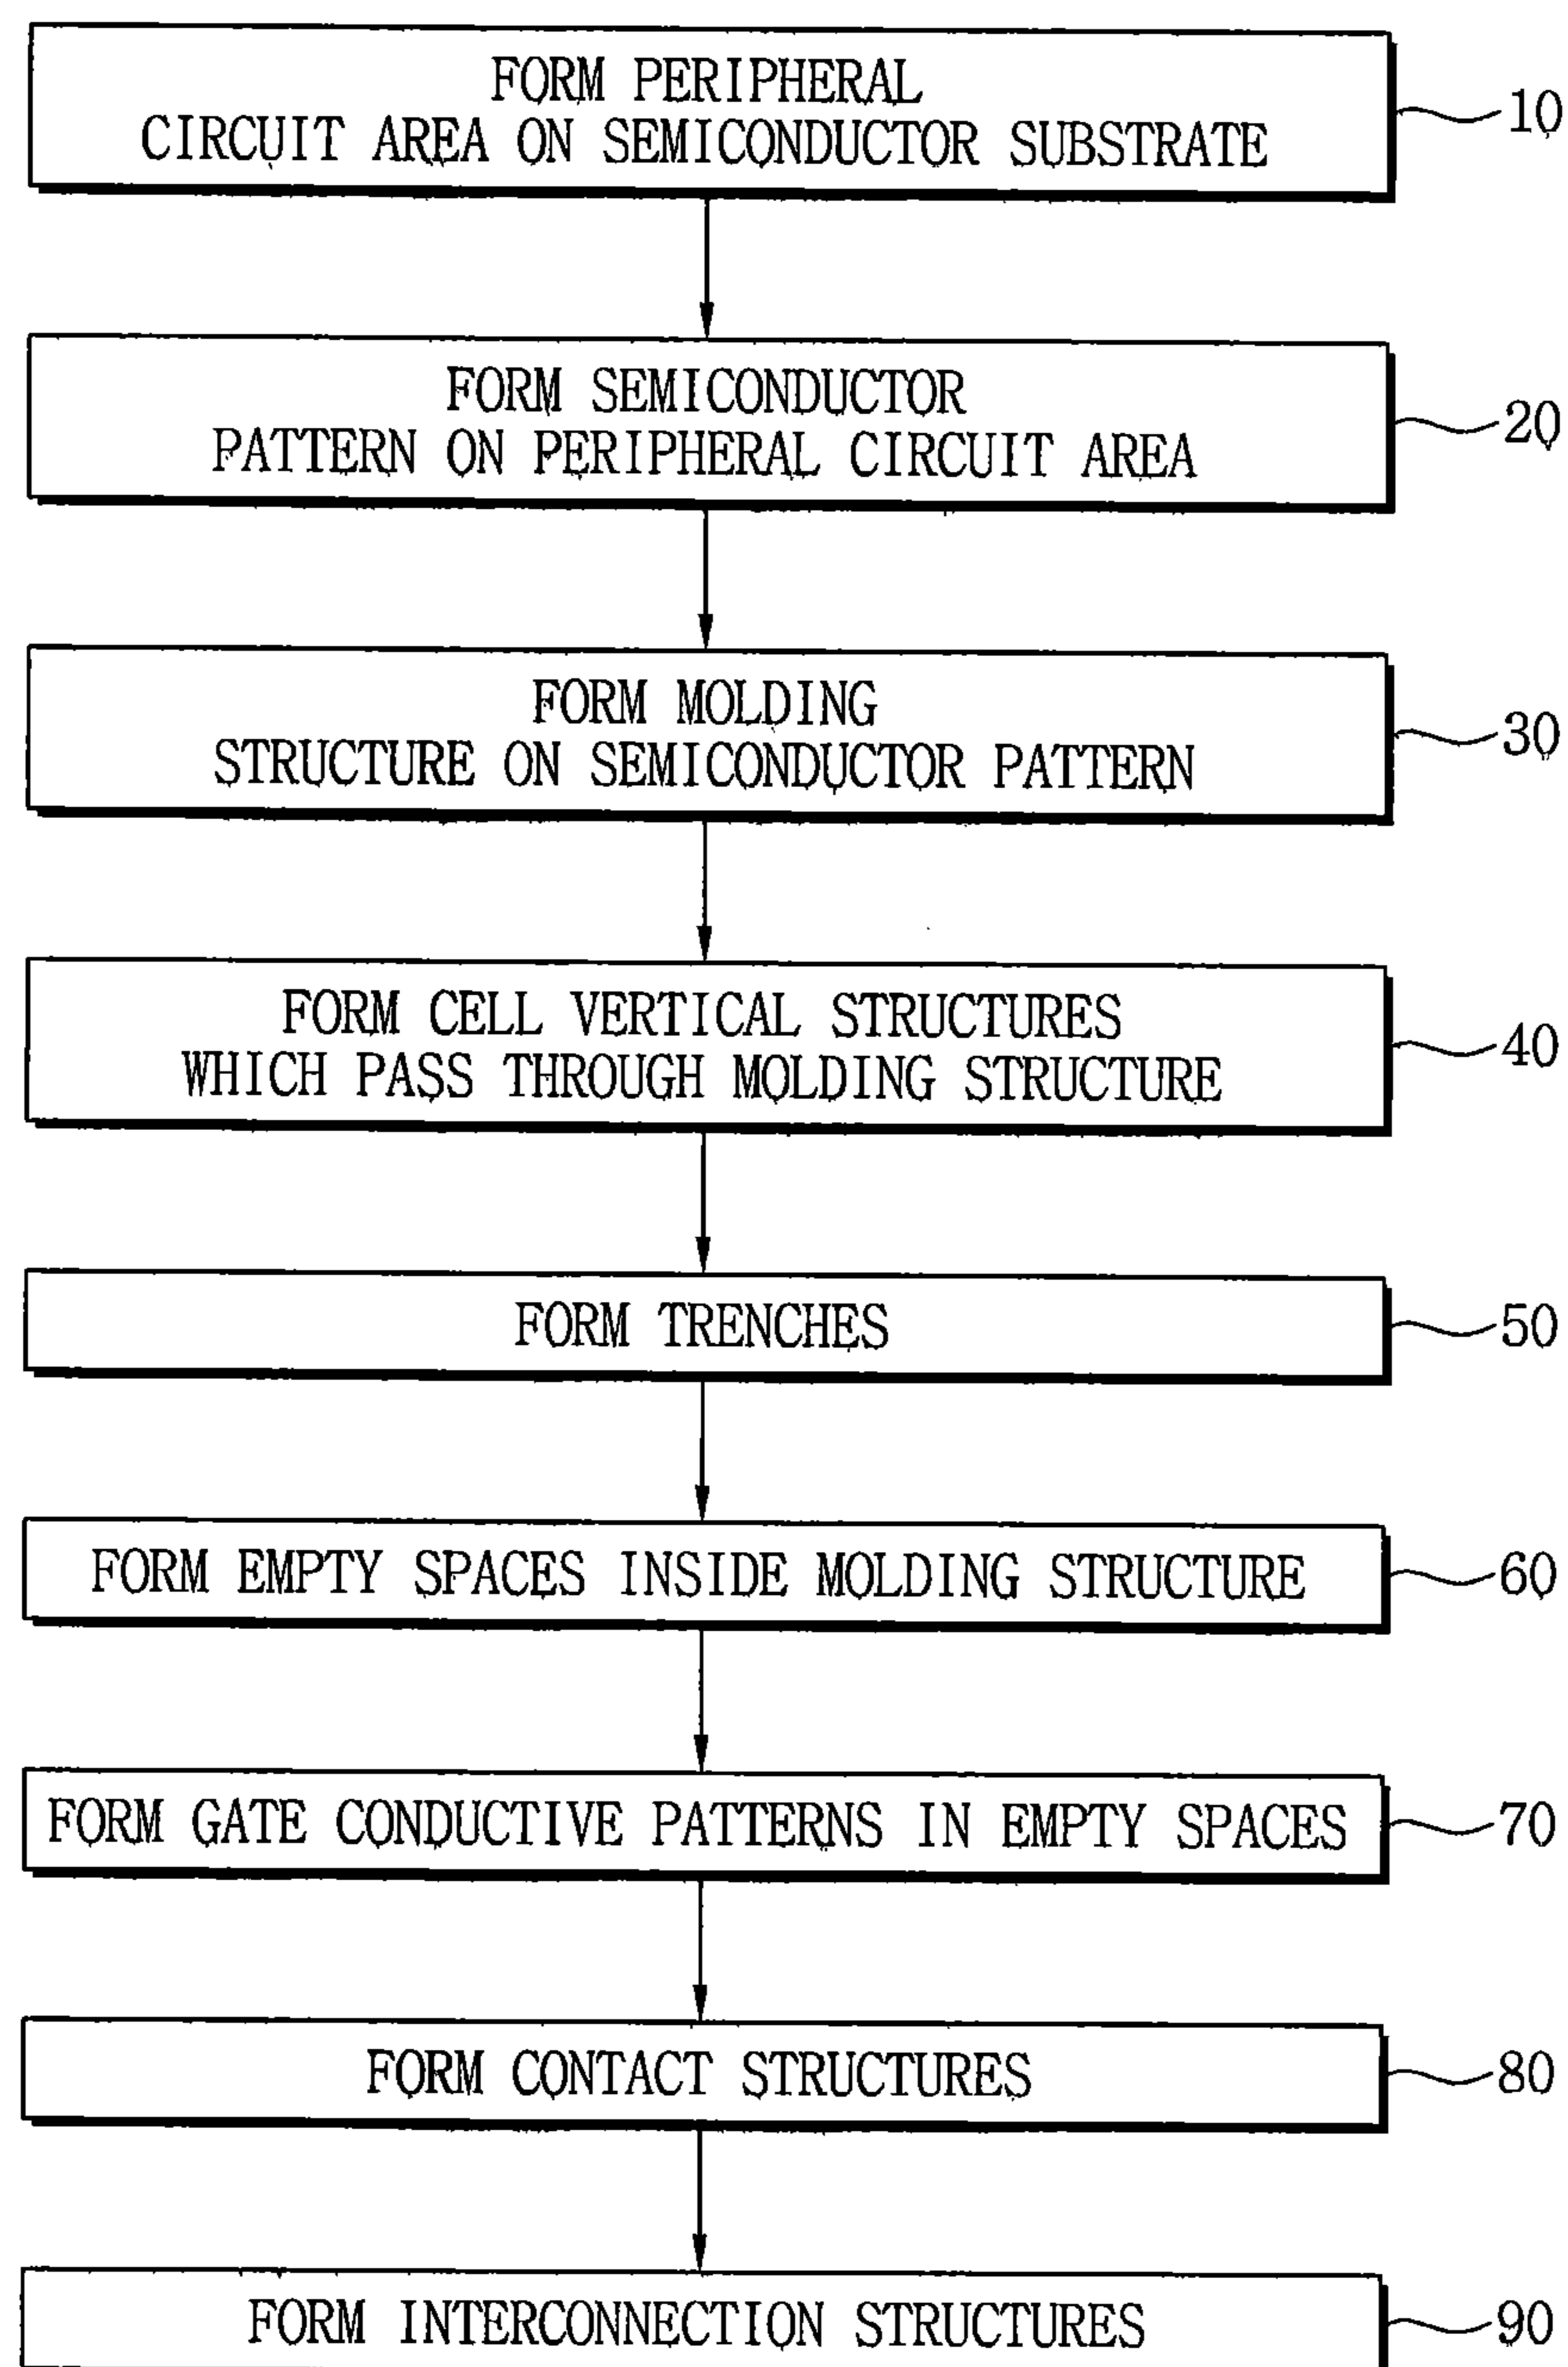 FORM PERIPHERAL
CIRCUIT AREA ON SEMICONDUCTOR SUBSTRATE
10
FORM SEMICONDUCTOR
PATTERN ON PERIPHERAL CIRCUIT AREA
20
FORM MOLDING
STRUCTURE ON SEMICONDUCTOR PATTERN
30
FORM CELL VERTICAL STRUCTURES
WHICH PASS THROUGH MOLDING STRUCTURE
40
FORM TRENCHES
50
FORM EMPTY SPACES INSIDE MOLDING STRUCTURE
60
FORM GATE CONDUCTIVE PATTERNS IN EMPTY SPACES
70
FORM CONTACT STRUCTURES
80
FORM INTERCONNECTION STRUCTURES
90